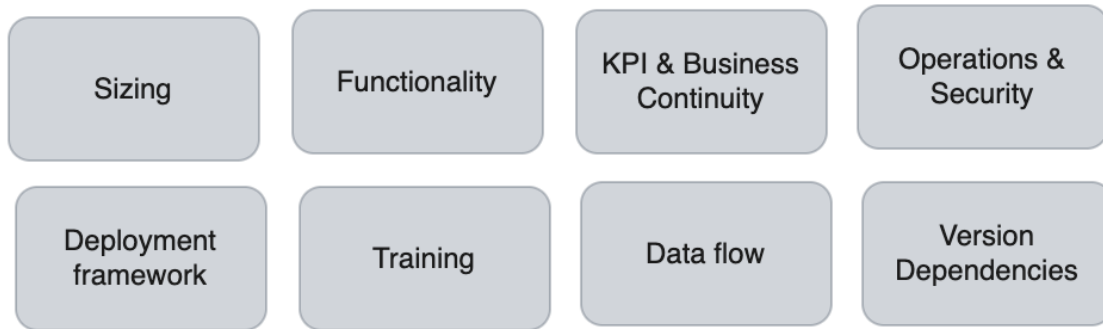 Sizing
Functionality
KPI & Business
Continuity
Operations &
Security
Deployment
framework
Training
Data flow
Version
Dependencies